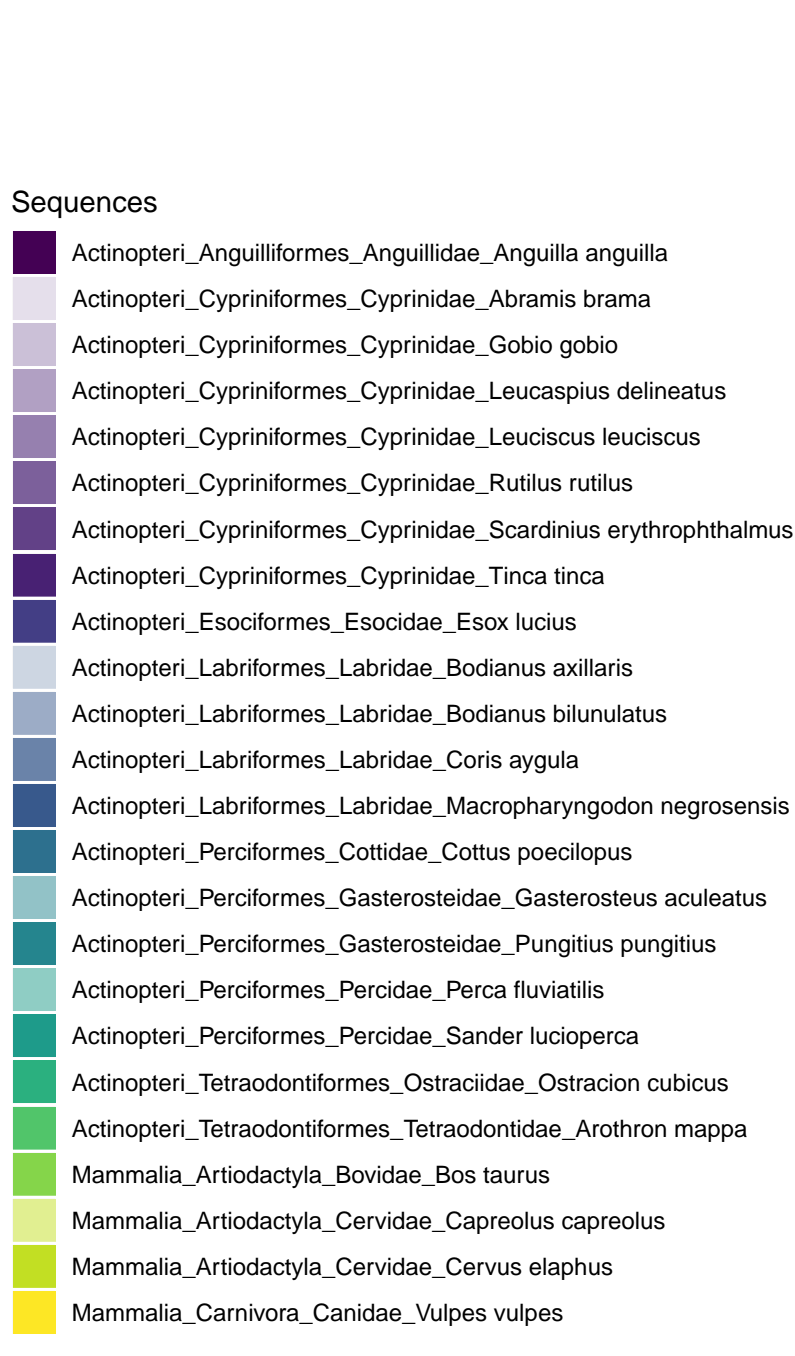 Sequences
Actinopteri_Anguilliformes_Anguillidae_Anguilla anguilla
Actinopteri_Cypriniformes_Cyprinidae_Abramis brama
Actinopteri_Cypriniformes_Cyprinidae_Gobio gobio
Actinopteri_Cypriniformes_Cyprinidae_Leucaspius delineatus
Actinopteri_Cypriniformes_Cyprinidae_Leuciscus leuciscus
Actinopteri_Cypriniformes_Cyprinidae_Rutilus rutilus
Actinopteri_Cypriniformes_Cyprinidae_Scardinius erythrophthalmus
Actinopteri_Cypriniformes_Cyprinidae_Tinca tinca
Actinopteri_Esociformes_Esocidae_Esox lucius
Actinopteri_Labriformes_Labridae_Bodianus axillaris
Actinopteri_Labriformes_Labridae_Bodianus bilunulatus
Actinopteri_Labriformes_Labridae_Coris aygula
Actinopteri_Labriformes_Labridae_Macropharyngodon negrosensis
Actinopteri_Perciformes_Cottidae_Cottus poecilopus
Actinopteri_Perciformes_Gasterosteidae_Gasterosteus aculeatus
Actinopteri_Perciformes_Gasterosteidae_Pungitius pungitius
Actinopteri_Perciformes_Percidae_Perca fluviatilis
Actinopteri_Perciformes_Percidae_Sander lucioperca
Actinopteri_Tetraodontiformes_Ostraciidae_Ostracion cubicus
Actinopteri_Tetraodontiformes_Tetraodontidae_Arothron mappa
Mammalia_Artiodactyla_Bovidae_Bos taurus
Mammalia_Artiodactyla_Cervidae_Capreolus capreolus
Mammalia_Artiodactyla_Cervidae_Cervus elaphus
Mammalia_Carnivora_Canidae_Vulpes vulpes